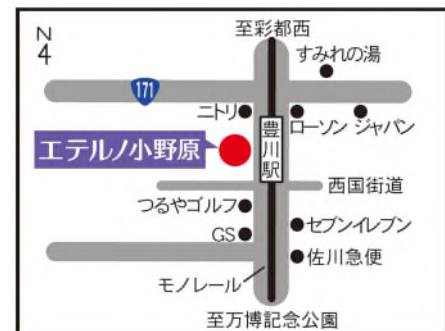 N
4
至彩都西
すみれの湯
171
ニトリ
ローソン ジャパン
エテルノ小野原
豊川駅
西国街道
つるやゴルフ
セブンイレブン
GS
佐川急便
モノレール
至万博記念公園